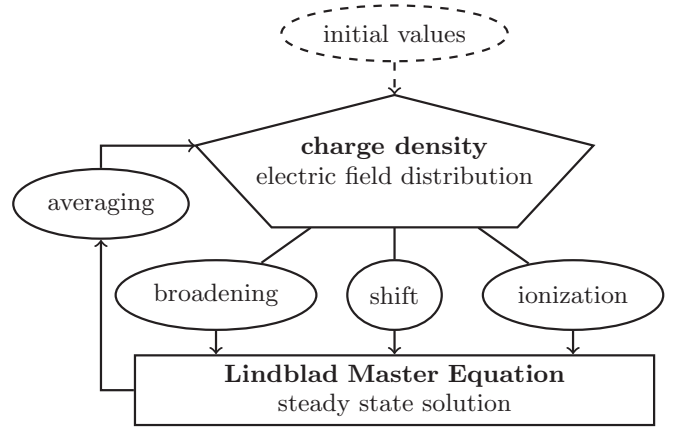 initial values
charge density
electric field distribution
averaging
broadening
shift
ionization
Lindblad Master Equation
steady state solution